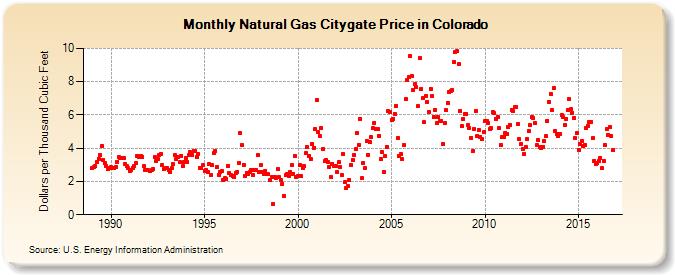 Monthly Natural Gas Citygate Price in Colorado
Dollars per Thousand Cubic Feet
10
8
6
4
2
0
1990 1995 2000 2005 2010 2015
Source: U.S. Energy Information Administration